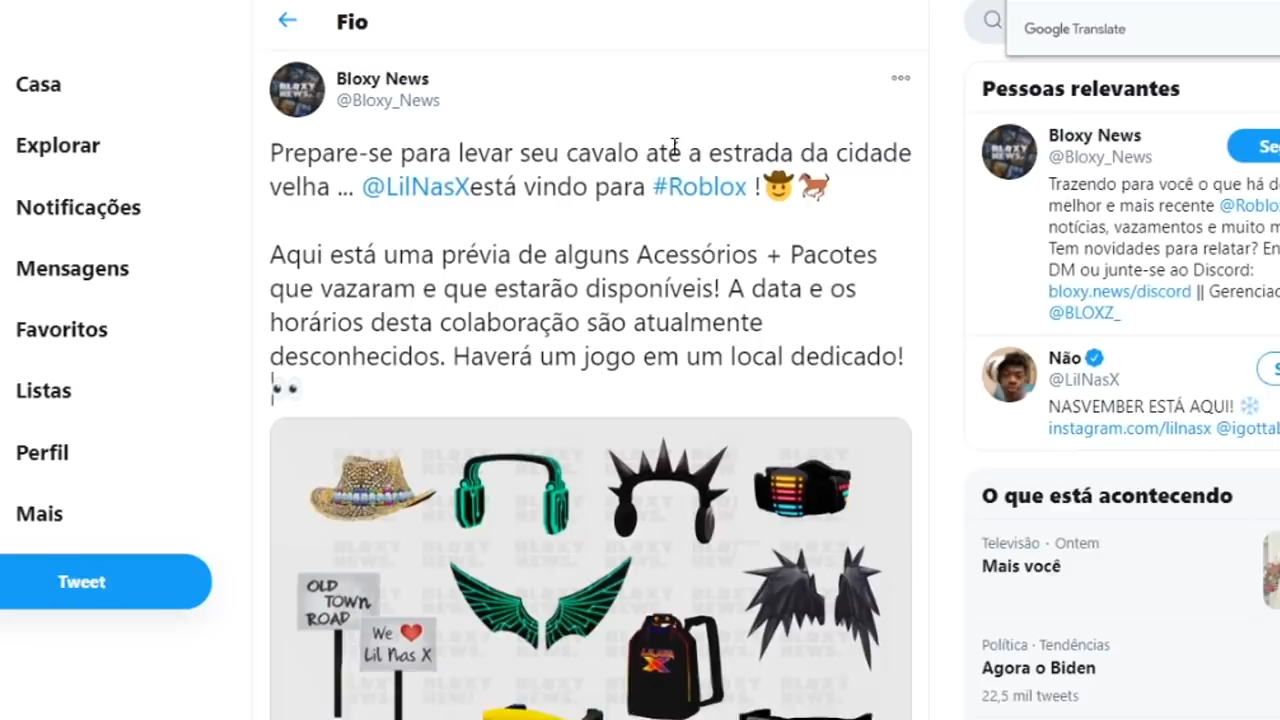 Casa
Explorar
Notificações
Mensagens
Favoritos
Listas
Perfil
Mais
Tweet
Fio
Bloxy News
@Bloxy_News
Prepare-se para levar seu cavalo até a estrada da cidade
velha ... @LilNasXestá vindo para #Roblox !🤠🐎
Aqui está uma prévia de alguns Acessórios + Pacotes
que vazaram e que estarão disponíveis! A data e os
horários desta colaboração são atualmente
desconhecidos. Haverá um jogo em um local dedicado!
👀
BLOXY NEWS.
OLD
TOWN
ROAD
We ❤️
Lil Nas X
Google Translate
Pessoas relevantes
Bloxy News
@Bloxy_News
Trazendo para você o que há de
melhor e mais recente @Roblox
notícias, vazamentos e muito m
Tem novidades para relatar? En
DM ou junte-se ao Discord:
bloxy.news/discord || Gerenciad
@BLOXZ_
Não
@LilNasX
NASVEMBER ESTÁ AQUI! ❄️
instagram.com/lilnasx @igottal
O que está acontecendo
Televisão · Ontem
Mais você
Política · Tendências
Agora o Biden
22,5 mil tweets